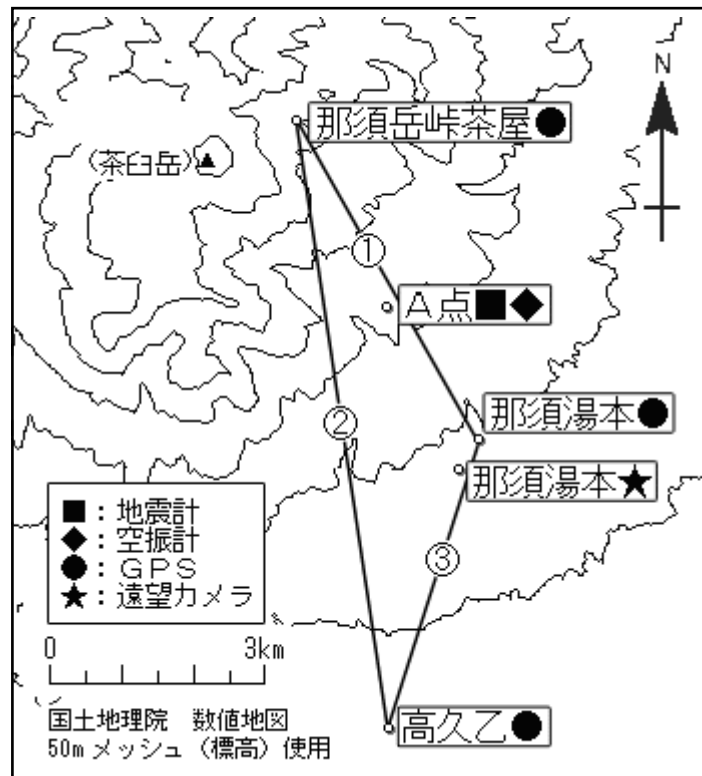 N
那須岳峠茶屋●
(茶臼岳)▲
①
A点■◆
②
那須湯本●
那須湯本★
■:地震計
◆:空振計
●:GPS
★:遠望カメラ
③
0 3km
国土地理院 数値地図
50mメッシュ(標高)使用
高久乙●